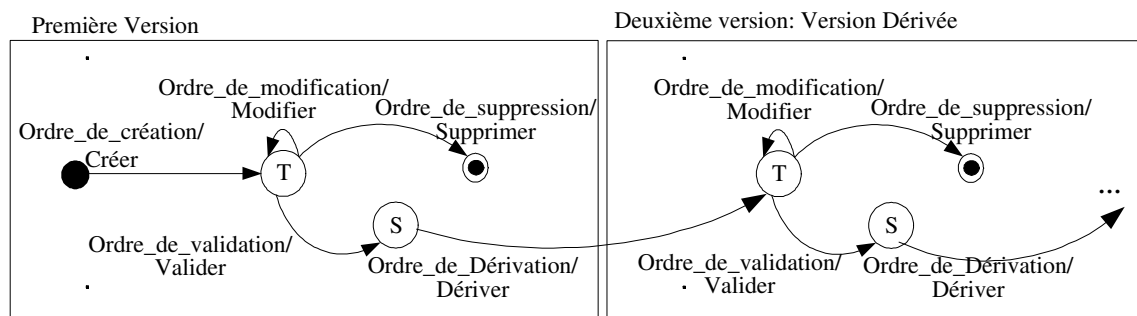 Première Version
Deuxième version: Version Dérivée
Ordre_de_modification/
Modifier
Ordre_de_suppression/
Supprimer
Ordre_de_création/
Créer
T
S
Ordre_de_validation/
Valider
Ordre_de_Dérivation/
Dériver
Ordre_de_modification/
Modifier
Ordre_de_suppression/
Supprimer
T
S
...
Ordre_de_validation/
Valider
Ordre_de_Dérivation/
Dériver